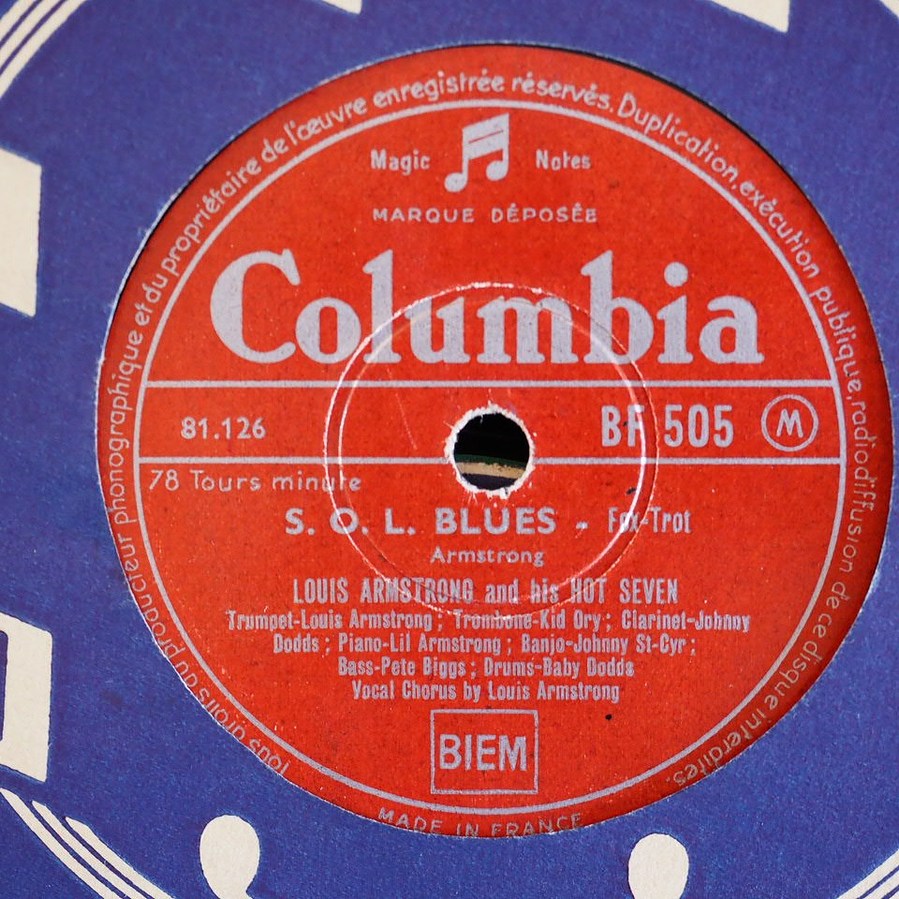 Tous droits du producteur phonographique et du propriétaire de l'œuvre enregistrée réservés. Duplication, exécution publique, radiodiffusion de ce disque interdites.
Magic Notes
MARQUE DÉPOSÉE
Columbia
81.126 BF 505 M
78 Tours minute
S. O. L. BLUES - Fox-Trot
Armstrong
LOUIS ARMSTRONG and his HOT SEVEN
Trumpet-Louis Armstrong ; Trombone-Kid Ory ; Clarinet-Johnny
Dodds ; Piano-Lil Armstrong ; Banjo-Johnny St-Cyr ;
Bass-Pete Biggs ; Drums-Baby Dodds
Vocal Chorus by Louis Armstrong
BIEM
MADE IN FRANCE